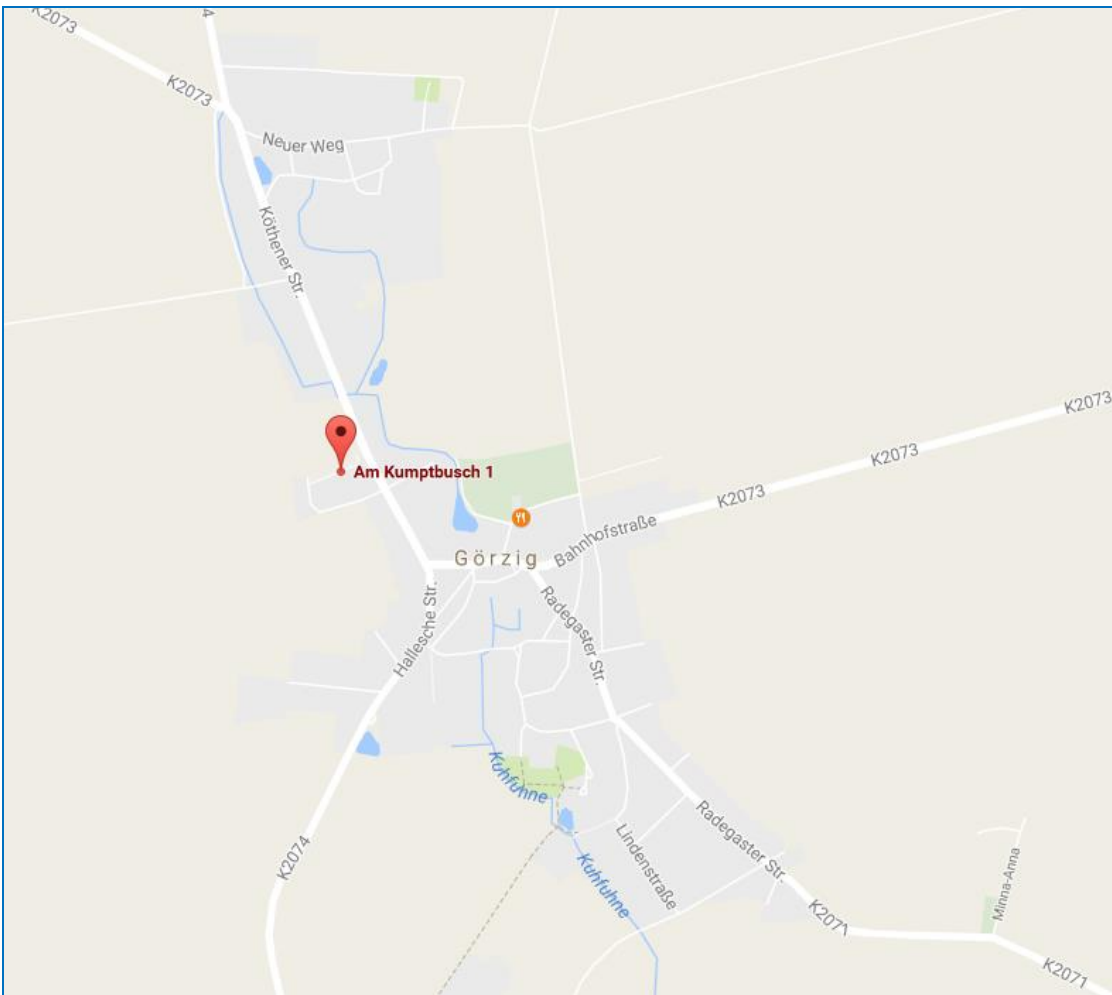 K2073
4
K2073
Neuer Weg
Köthener Str.
K2073
K2073
Am Kumptbusch 1
K2073
Bahnhofstraße
Görzig
Radegaster Str.
Hallesche Str.
Kuhfuhne
Radegaster Str.
Lindenstraße
K2074
Kuhfuhne
Minna-Anna
K2071
K2071